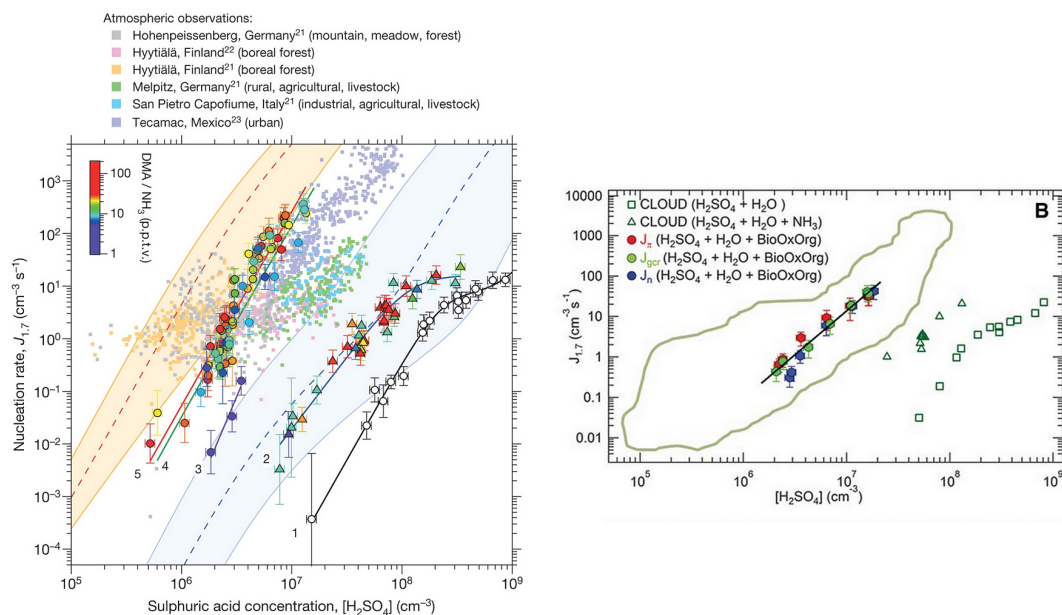 Atmospheric observations:
Hohenpeissenberg, Germany²¹ (mountain, meadow, forest)
Hyytiälä, Finland²² (boreal forest)
Hyytiälä, Finland²¹ (boreal forest)
Melpitz, Germany²¹ (rural, agricultural, livestock)
San Pietro Capofiume, Italy²¹ (industrial, agricultural, livestock)
Tecamac, Mexico²³ (urban)
DMA / NH₃ (p.p.t.v.)
100
10
1
Nucleation rate, J₁.₇ (cm⁻³ s⁻¹)
10³
10²
10¹
10⁰
10⁻¹
10⁻²
10⁻³
10⁻⁴
5
4
3
2
1
10⁵
10⁶
10⁷
10⁸
10⁹
Sulphuric acid concentration, [H₂SO₄] (cm⁻³)
B
CLOUD (H₂SO₄ + H₂O )
CLOUD (H₂SO₄ + H₂O + NH₃)
Jπ (H₂SO₄ + H₂O + BioOxOrg)
Jgcr (H₂SO₄ + H₂O + BioOxOrg)
Jn (H₂SO₄ + H₂O + BioOxOrg)
J₁.₇ (cm⁻³ s⁻¹)
10000
1000
100
10
1
0.1
0.01
10⁵
10⁶
10⁷
10⁸
10⁹
[H₂SO₄] (cm⁻³)